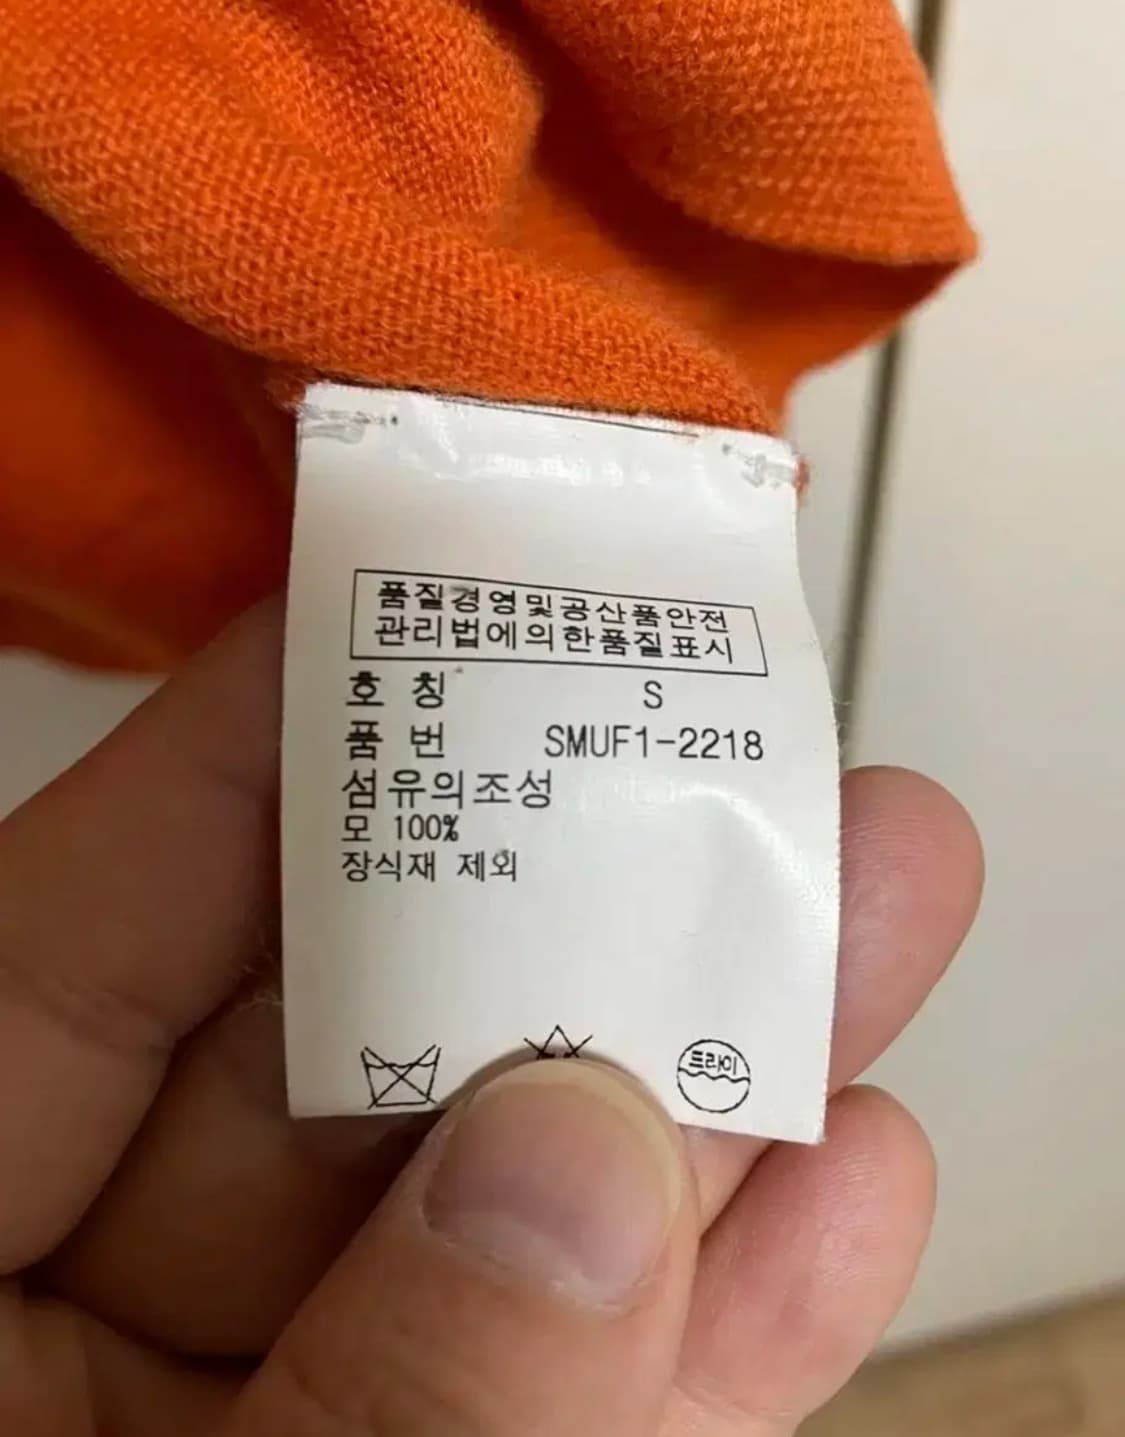 품질경영및공산품안전
관리법에의한품질표시
호 칭 S
품 번 SMUF1-2218
섬유의조성
모 100%
장식재 제외
드라이